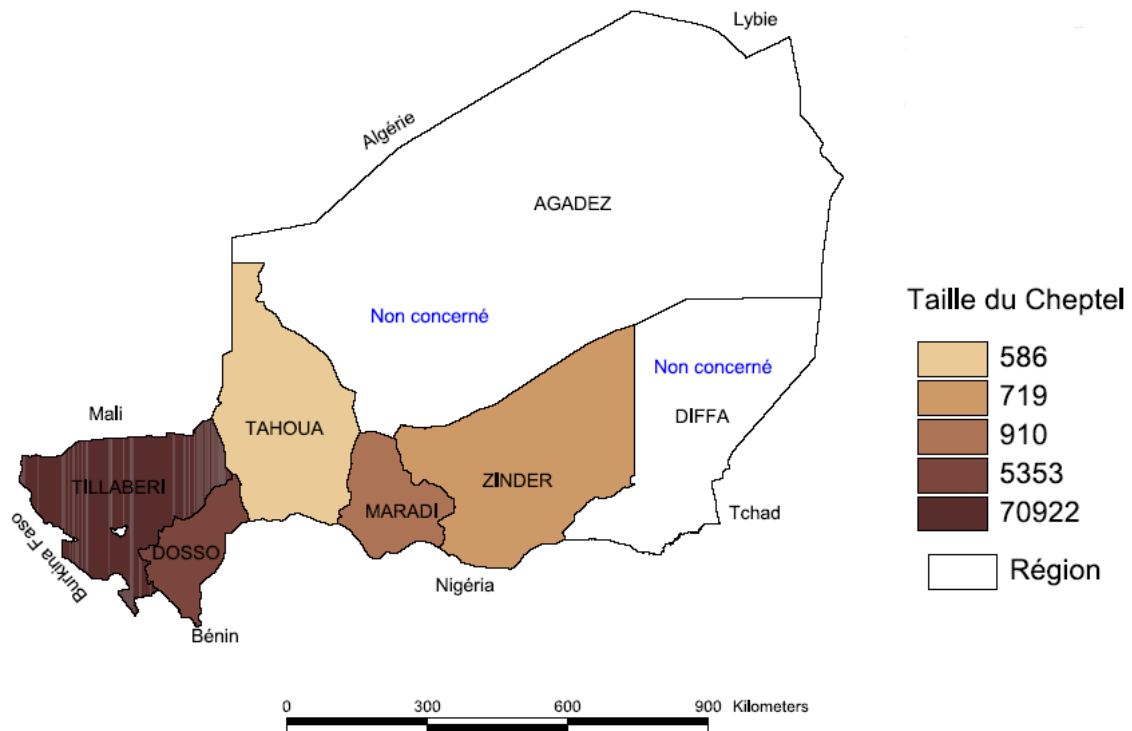 Lybie
Algérie
AGADEZ
Non concerné
Non concerné
DIFFA
Mali
TAHOUA
TILLABERI
ZINDER
MARADI
DOSSO
Burkina Faso
Tchad
Nigéria
Bénin
Taille du Cheptel
586
719
910
5353
70922
Région
0 300 600 900 Kilometers